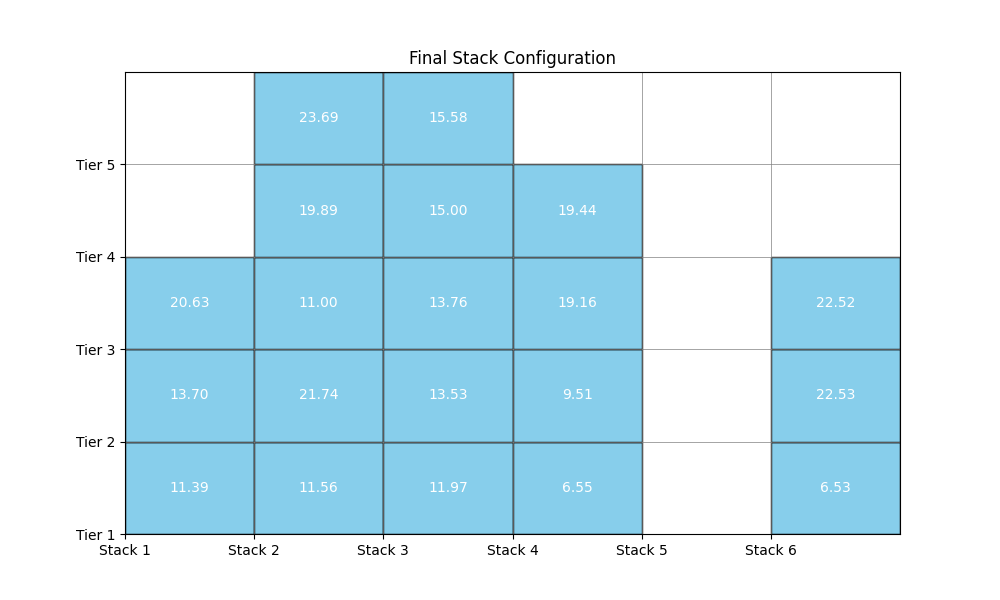 Final Stack Configuration
23.69 15.58
Tier 5
19.89 15.00 19.44
Tier 4
20.63 11.00 13.76 19.16 22.52
Tier 3
13.70 21.74 13.53 9.51 22.53
Tier 2
11.39 11.56 11.97 6.55 6.53
Tier 1
Stack 1 Stack 2 Stack 3 Stack 4 Stack 5 Stack 6